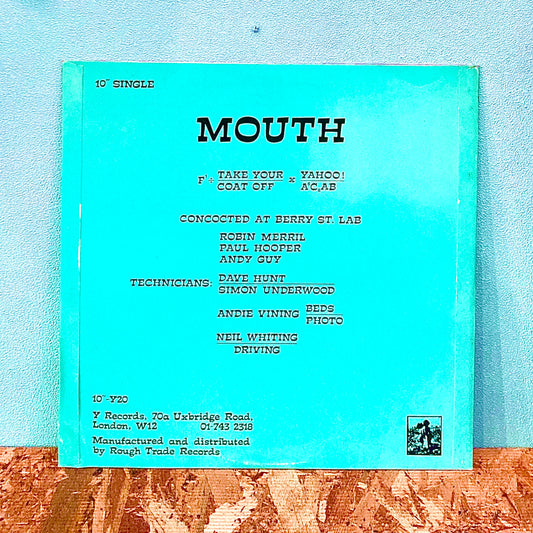 10" SINGLE
MOUTH
F'÷ TAKE YOUR x YAHOO!
COAT OFF A'C,AB
CONCOCTED AT BERRY ST. LAB
ROBIN MERRIL
PAUL HOOPER
ANDY GUY
TECHNICIANS: DAVE HUNT
SIMON UNDERWOOD
ANDIE VINING BEDS
PHOTO
NEIL WHITING
DRIVING
10"-Y20
Y Records, 70a Uxbridge Road,
London, W12 01-743 2318
Manufactured and distributed
by Rough Trade Records